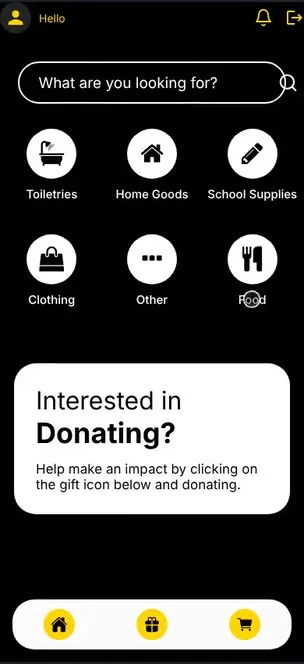 Hello
What are you looking for?
Toiletries
Home Goods
School Supplies
Clothing
Other
Food
Interested in
Donating?
Help make an impact by clicking on
the gift icon below and donating.